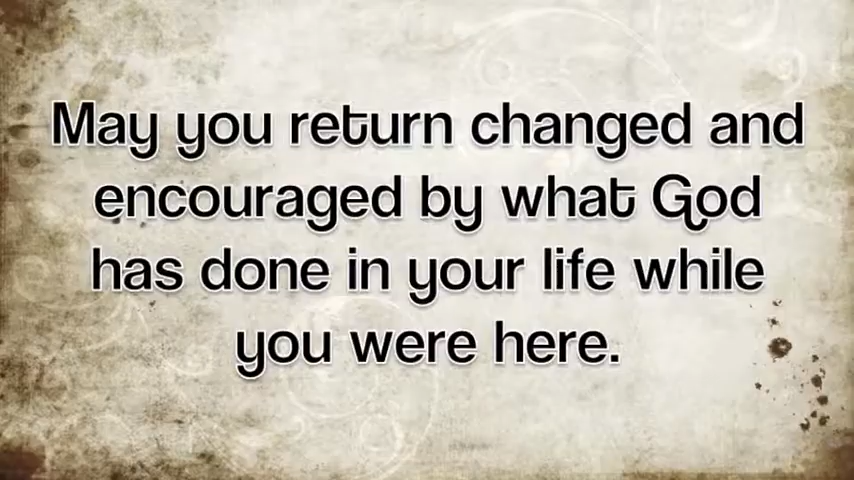 May you return changed and
encouraged by what God
has done in your life while
you were here.